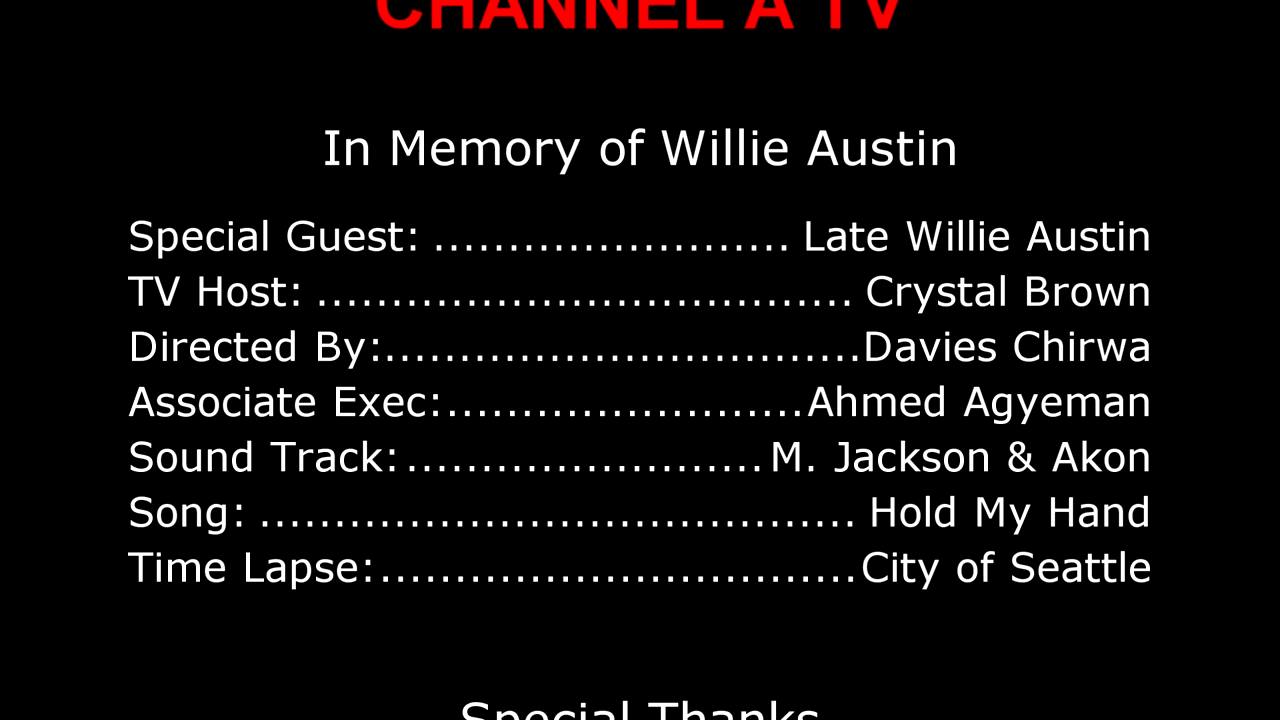 CHANNEL A TV
In Memory of Willie Austin
Special Guest: ........................ Late Willie Austin
TV Host: .................................... Crystal Brown
Directed By:................................Davies Chirwa
Associate Exec:........................Ahmed Agyeman
Sound Track:........................M. Jackson & Akon
Song: ........................................ Hold My Hand
Time Lapse:................................City of Seattle
Special Thanks